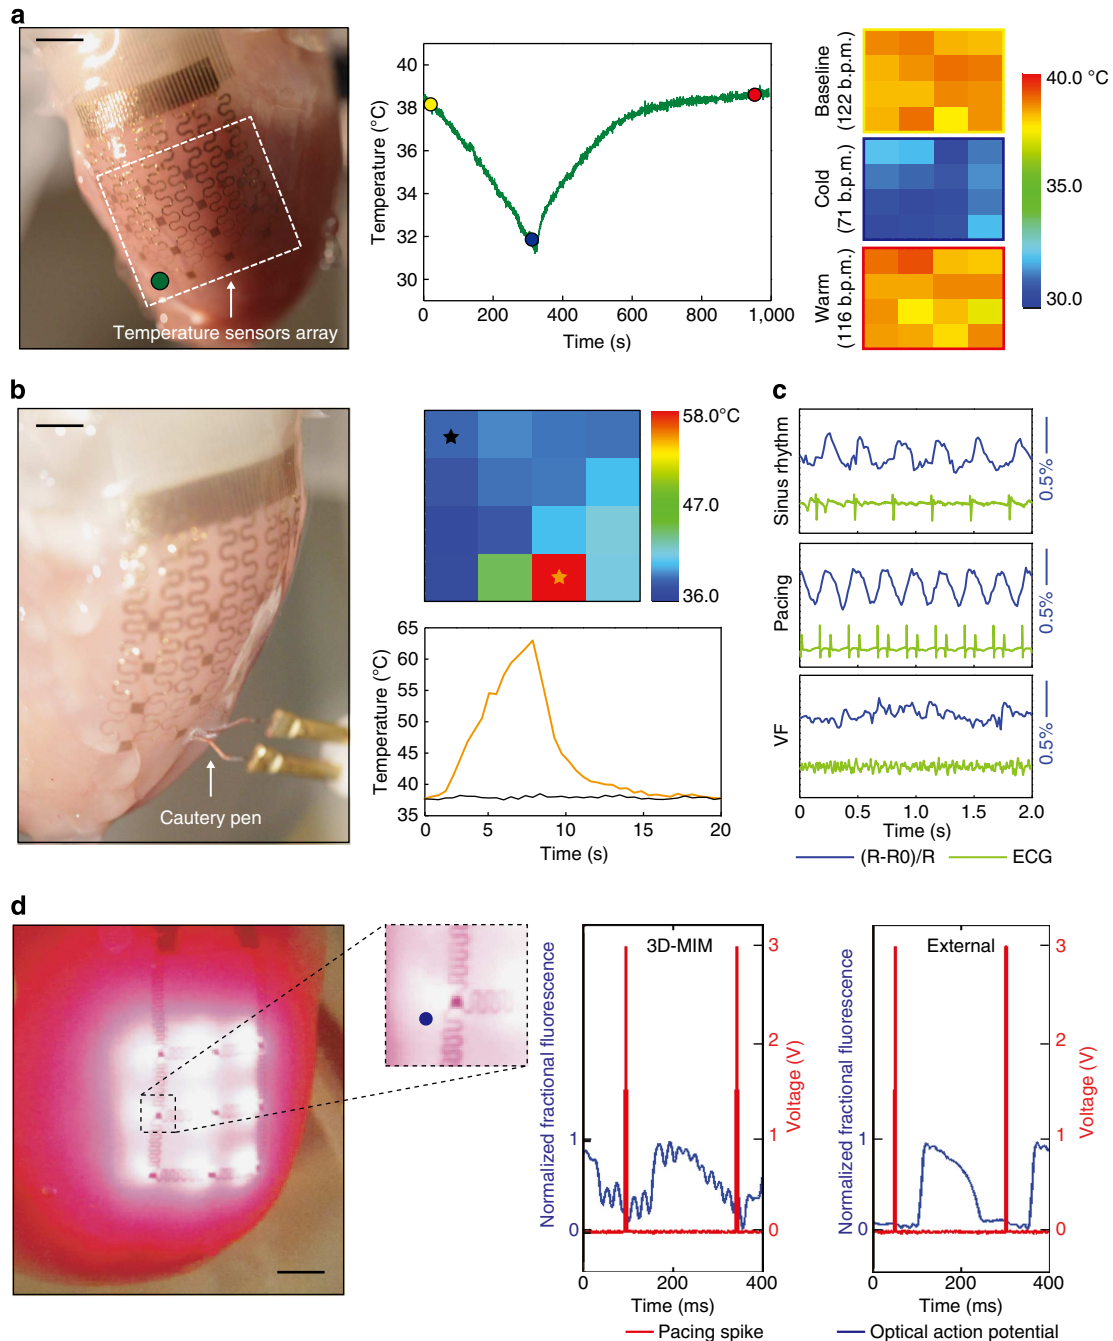 a
Temperature sensors array
Temperature (°C)
40
38
36
34
32
30
0
200
400
600
800
1,000
Time (s)
Baseline
(122 b.p.m.)
Cold
(71 b.p.m.)
Warm
(116 b.p.m.)
40.0 °C
35.0
30.0
b
Cautery pen
58.0°C
47.0
36.0
Temperature (°C)
65
60
55
50
45
40
35
0
5
10
15
20
Time (s)
c
Sinus rhythm
0.5%
Pacing
0.5%
VF
0.5%
0
0.5
1.0
1.5
2.0
Time (s)
(R-R0)/R
ECG
d
Normalized fractional fluorescence
3D-MIM
1
0
3
2
1
0
Voltage (V)
0
200
400
Time (ms)
Normalized fractional fluorescence
External
1
0
3
2
1
0
Voltage (V)
0
200
400
Time (ms)
Pacing spike
Optical action potential